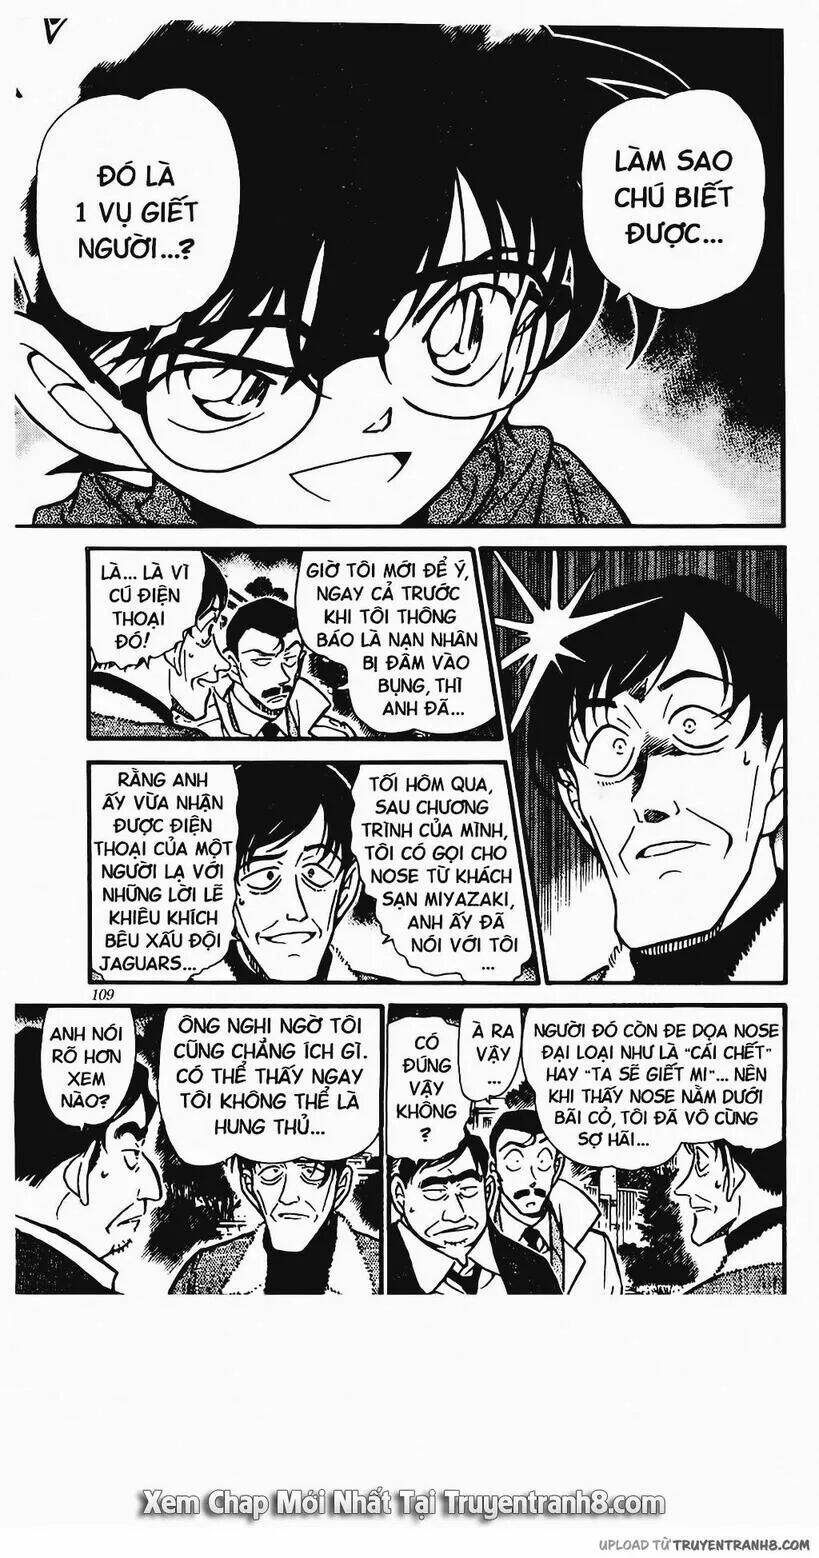 LÀM SAO
CHÚ BIẾT
ĐƯỢC...
ĐÓ LÀ
1 VỤ GIẾT
NGƯỜI...?
GIỜ TÔI MỚI ĐỂ Ý,
NGAY CẢ TRƯỚC
KHI TÔI THÔNG
BÁO LÀ NẠN NHÂN
BỊ ĐÂM VÀO
BỤNG, THÌ
ANH ĐÃ...
LÀ... LÀ VÌ
CÚ ĐIỆN
THOẠI
ĐÓ!
TỐI HÔM QUA,
SAU CHƯƠNG
TRÌNH CỦA MÌNH,
TÔI CÓ GỌI CHO
NOSE TỪ KHÁCH
SẠN MIYAZAKI,
ANH ẤY ĐÃ
NÓI VỚI TÔI
...
RẰNG ANH
ẤY VỪA NHẬN
ĐƯỢC ĐIỆN
THOẠI CỦA MỘT
NGƯỜI LẠ VỚI
NHỮNG LỜI LẼ
KHIÊU KHÍCH
BÊU XẤU ĐỘI
JAGUARS...
109
NGƯỜI ĐÓ CÒN ĐE DỌA NOSE
ĐẠI LOẠI NHƯ LÀ "CÁI CHẾT"
HAY "TA SẼ GIẾT MI"... NÊN
KHI THẤY NOSE NẰM DƯỚI
BÃI CỎ, TÔI ĐÃ VÔ CÙNG
SỢ HÃI...
À RA
VẬY
...
CÓ
ĐÚNG
VẬY
KHÔNG
?
ÔNG NGHI NGỜ TÔI
CŨNG CHẲNG ÍCH GÌ.
CÓ THỂ THẤY NGAY
TÔI KHÔNG THỂ LÀ
HUNG THỦ...
ANH NÓI
RÕ HƠN
XEM
NÀO?
Xem Chap Mới Nhất Tại Truyentranh8.com
UPLOAD TỪ TRUYENTRANH8.COM